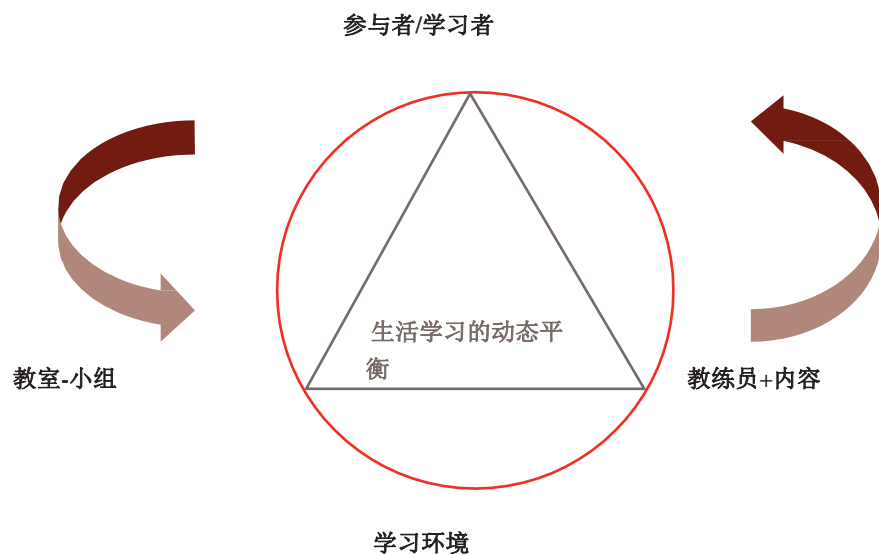 参与者/学习者
生活学习的动态平
衡
教室-小组
教练员+内容
学习环境